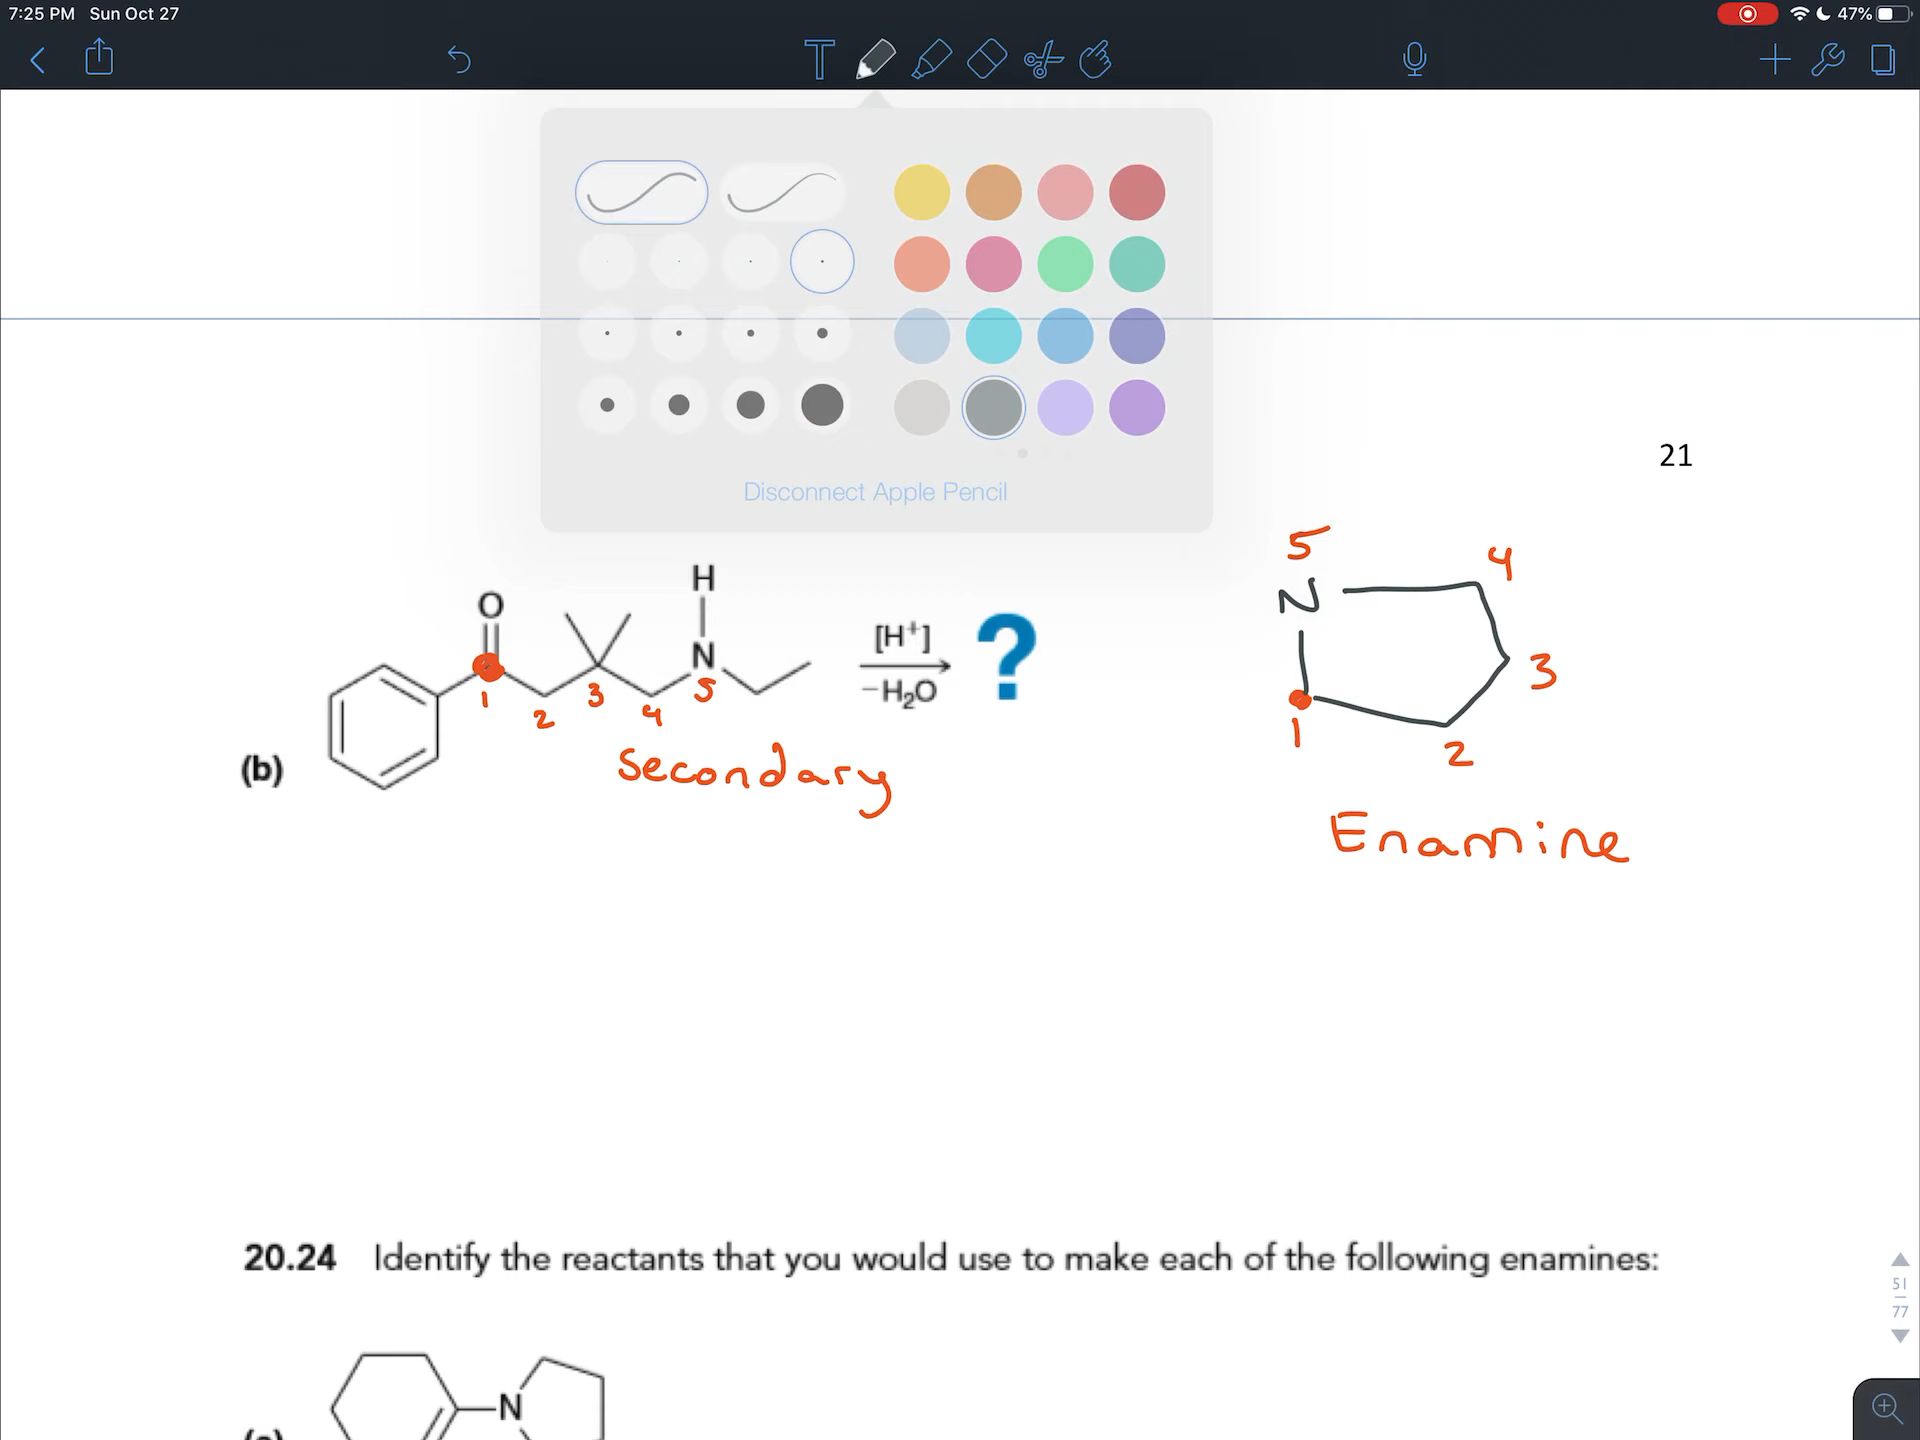 7:25 PM Sun Oct 27
47%
T
Disconnect Apple Pencil
21
5
4
H
O
N
[H⁺]
−H₂O
?
N
1
2
3
4
5
3
1
2
(b)
Secondary
Enamine
20.24 Identify the reactants that you would use to make each of the following enamines:
51
77
N